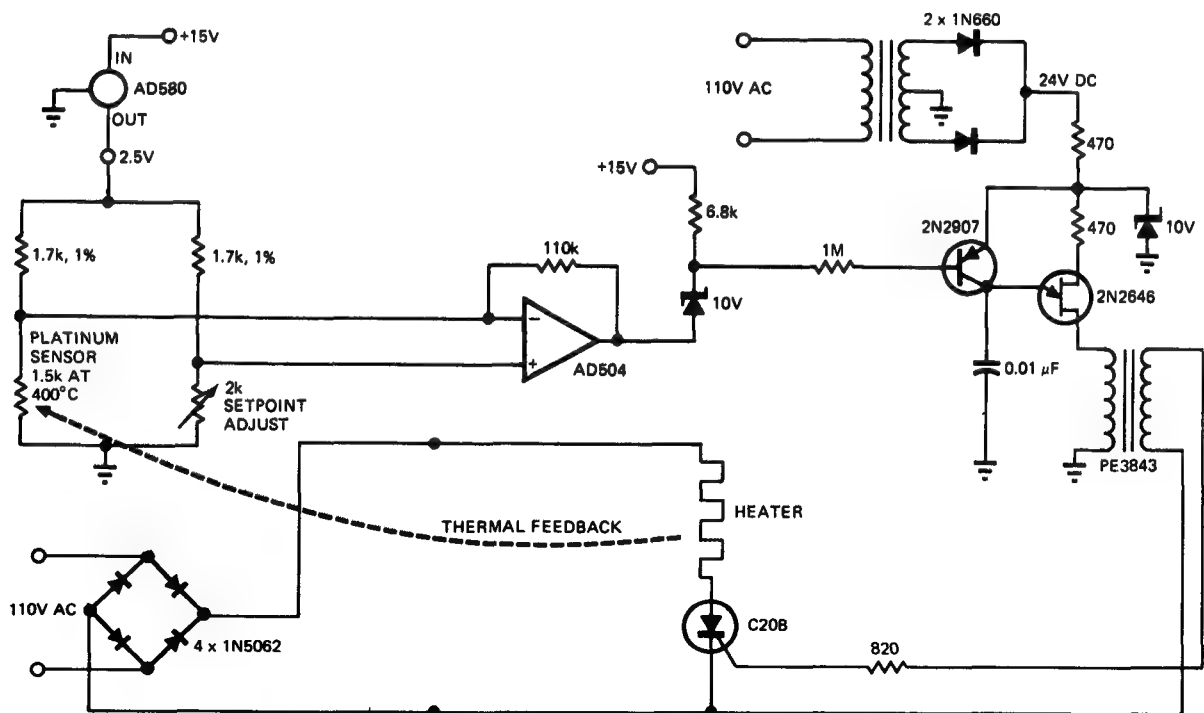 IN
+15V
AD580
OUT
2.5V
1.7k, 1%
1.7k, 1%
PLATINUM
SENSOR
1.5k AT
400°C
2k
SETPOINT
ADJUST
110k
−
+
AD504
+15V
6.8k
10V
1M
110V AC
2 x 1N660
24V DC
470
2N2907
470
10V
2N2646
0.01 μF
PE3843
THERMAL FEEDBACK
HEATER
110V AC
4 x 1N5062
C20B
820